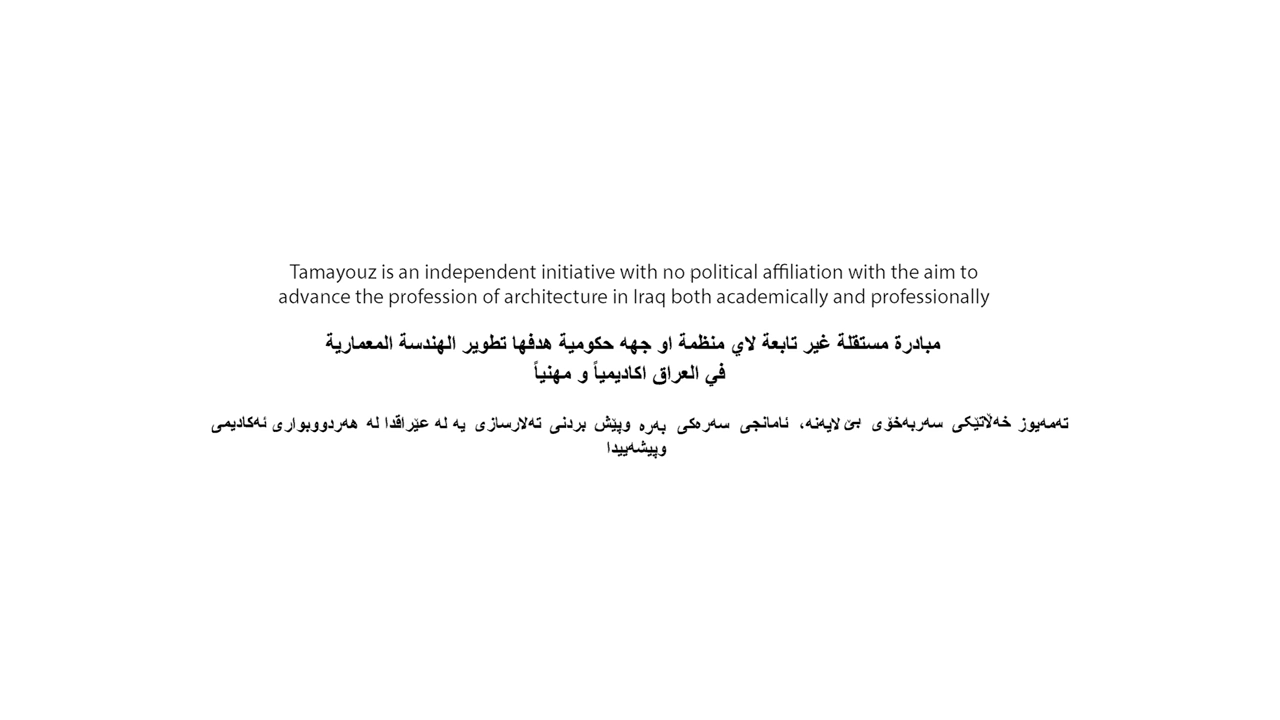 Tamayouz is an independent initiative with no political affiliation with the aim to
advance the profession of architecture in Iraq both academically and professionally
مبادرة مستقلة غير تابعة لاي منظمة او جهه حكومية هدفها تطوير الهندسة المعمارية
في العراق اكاديمياً و مهنياً
تەمەیوز خەڵاتێکی سەربەخۆی بێ لایەنە، ئامانجی سەرەکی بەرە وپێش بردنی تەلارسازی یە لە عێراقدا لە هەردووبواری ئەکادیمی
وپیشەییدا